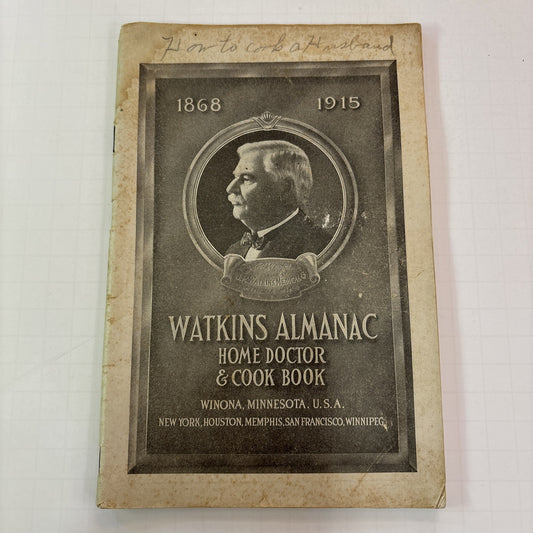 How to cook a Husband
1868 1915
WATKINS ALMANAC
HOME DOCTOR
& COOK BOOK
WINONA, MINNESOTA, U.S.A.
NEW YORK, HOUSTON, MEMPHIS, SAN FRANCISCO, WINNIPEG.